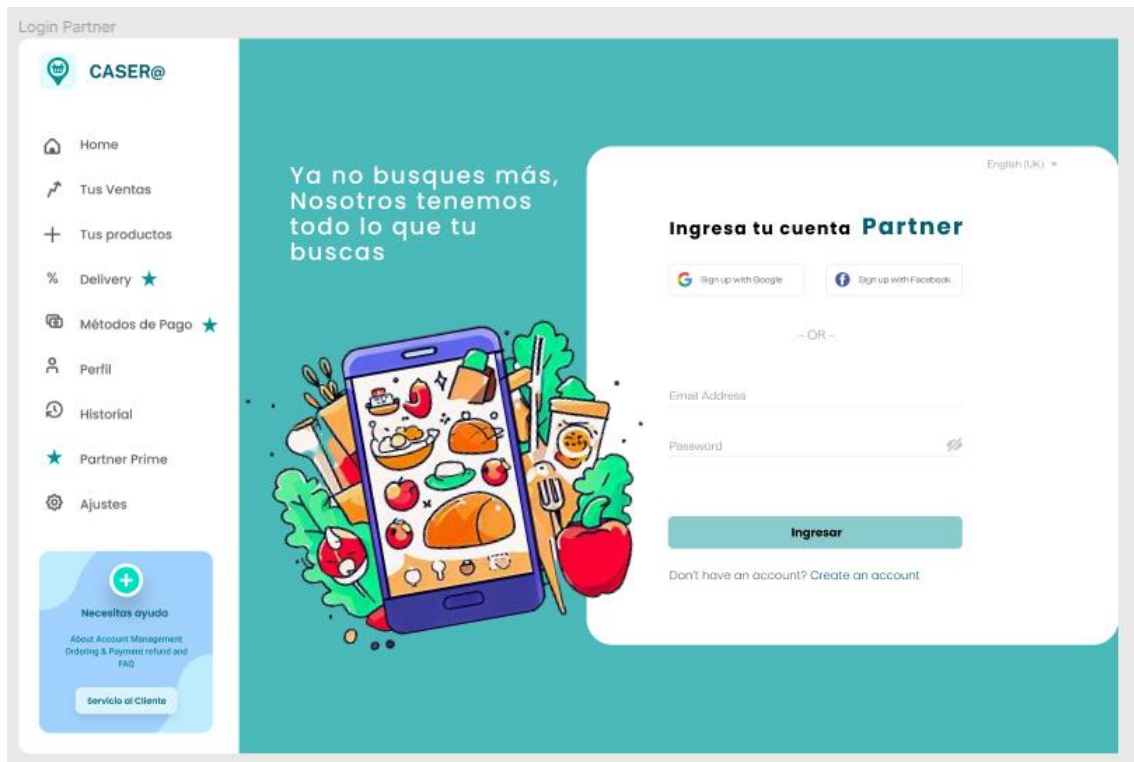 Login Partner
CASER@
Home
Tus Ventas
Tus productos
% Delivery
Métodos de Pago
Perfil
Historial
Partner Prime
Ajustes
Necesitas ayuda
About Account Management
Ordering & Payment refund and
FAQ
Servicio al Cliente
Ya no busques más,
Nosotros tenemos
todo lo que tu
buscas
English (UK)
Ingresa tu cuenta Partner
Sign up with Google
Sign up with Facebook
- OR -
Email Address
Password
Ingresar
Don't have an account? Create an account